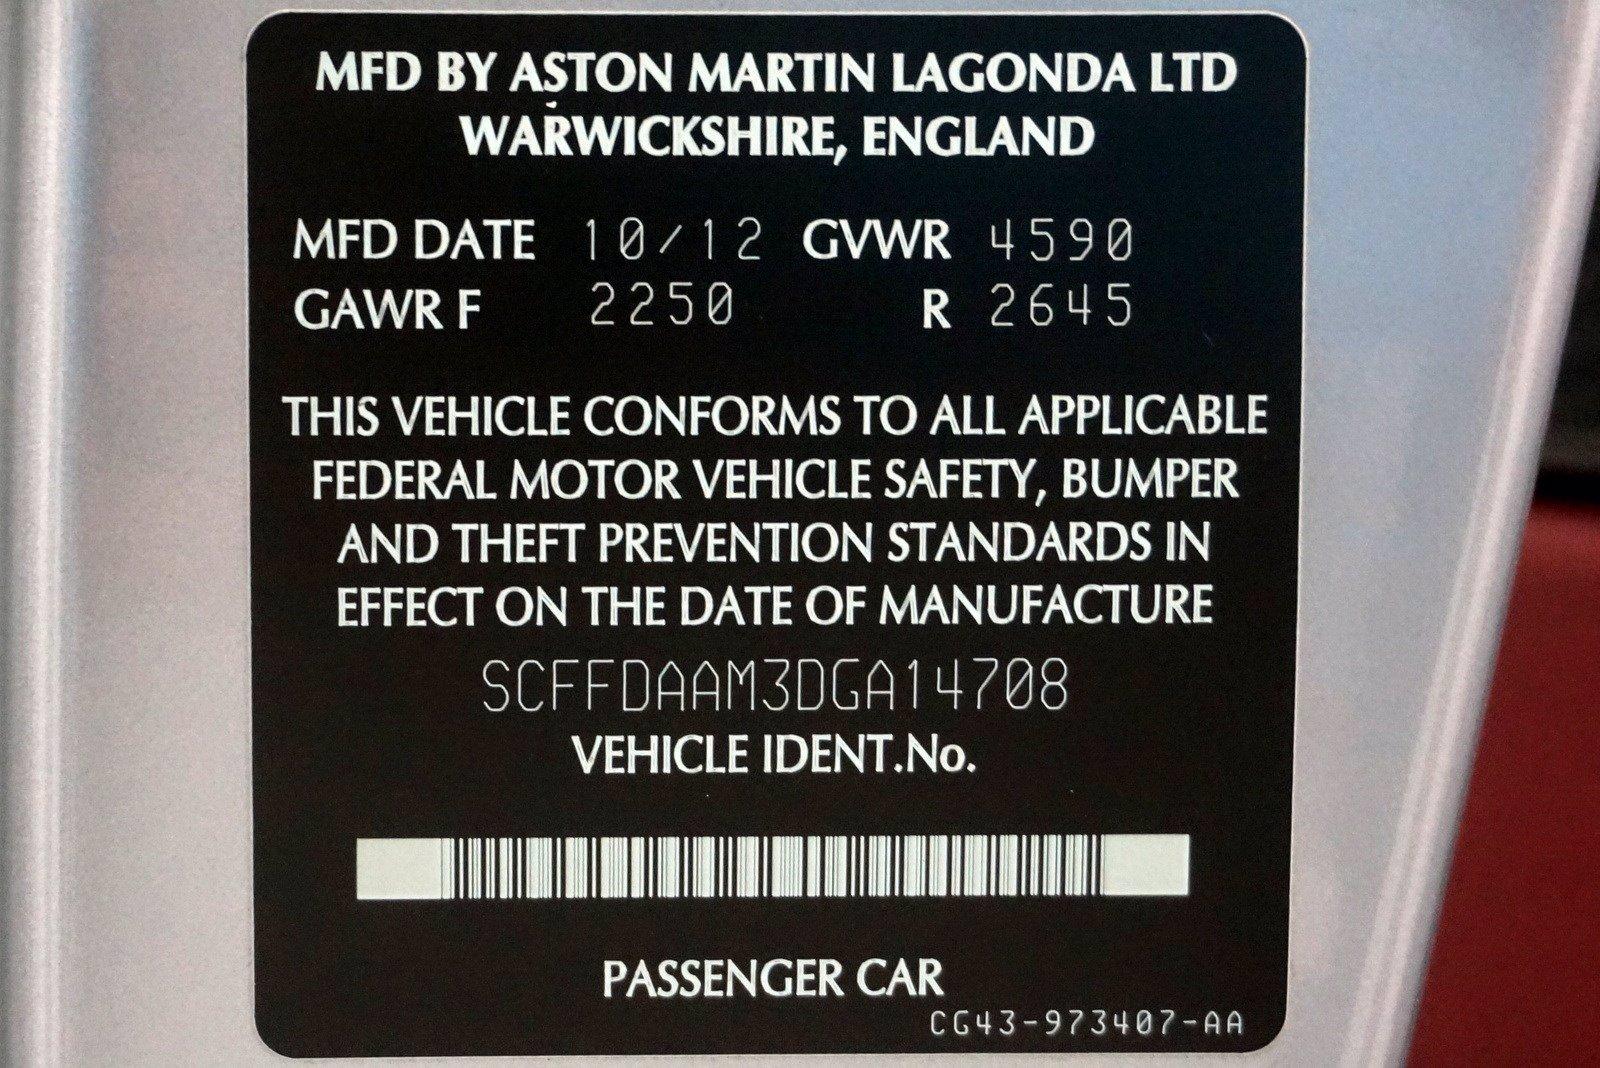 MFD BY ASTON MARTIN LAGONDA LTD
WARWICKSHIRE, ENGLAND
MFD DATE 10/12 GVWR 4590
GAWR F 2250 R 2645
THIS VEHICLE CONFORMS TO ALL APPLICABLE
FEDERAL MOTOR VEHICLE SAFETY, BUMPER
AND THEFT PREVENTION STANDARDS IN
EFFECT ON THE DATE OF MANUFACTURE
SCFFDAAM3DGA14708
VEHICLE IDENT.No.
PASSENGER CAR
CG43-973407-AA